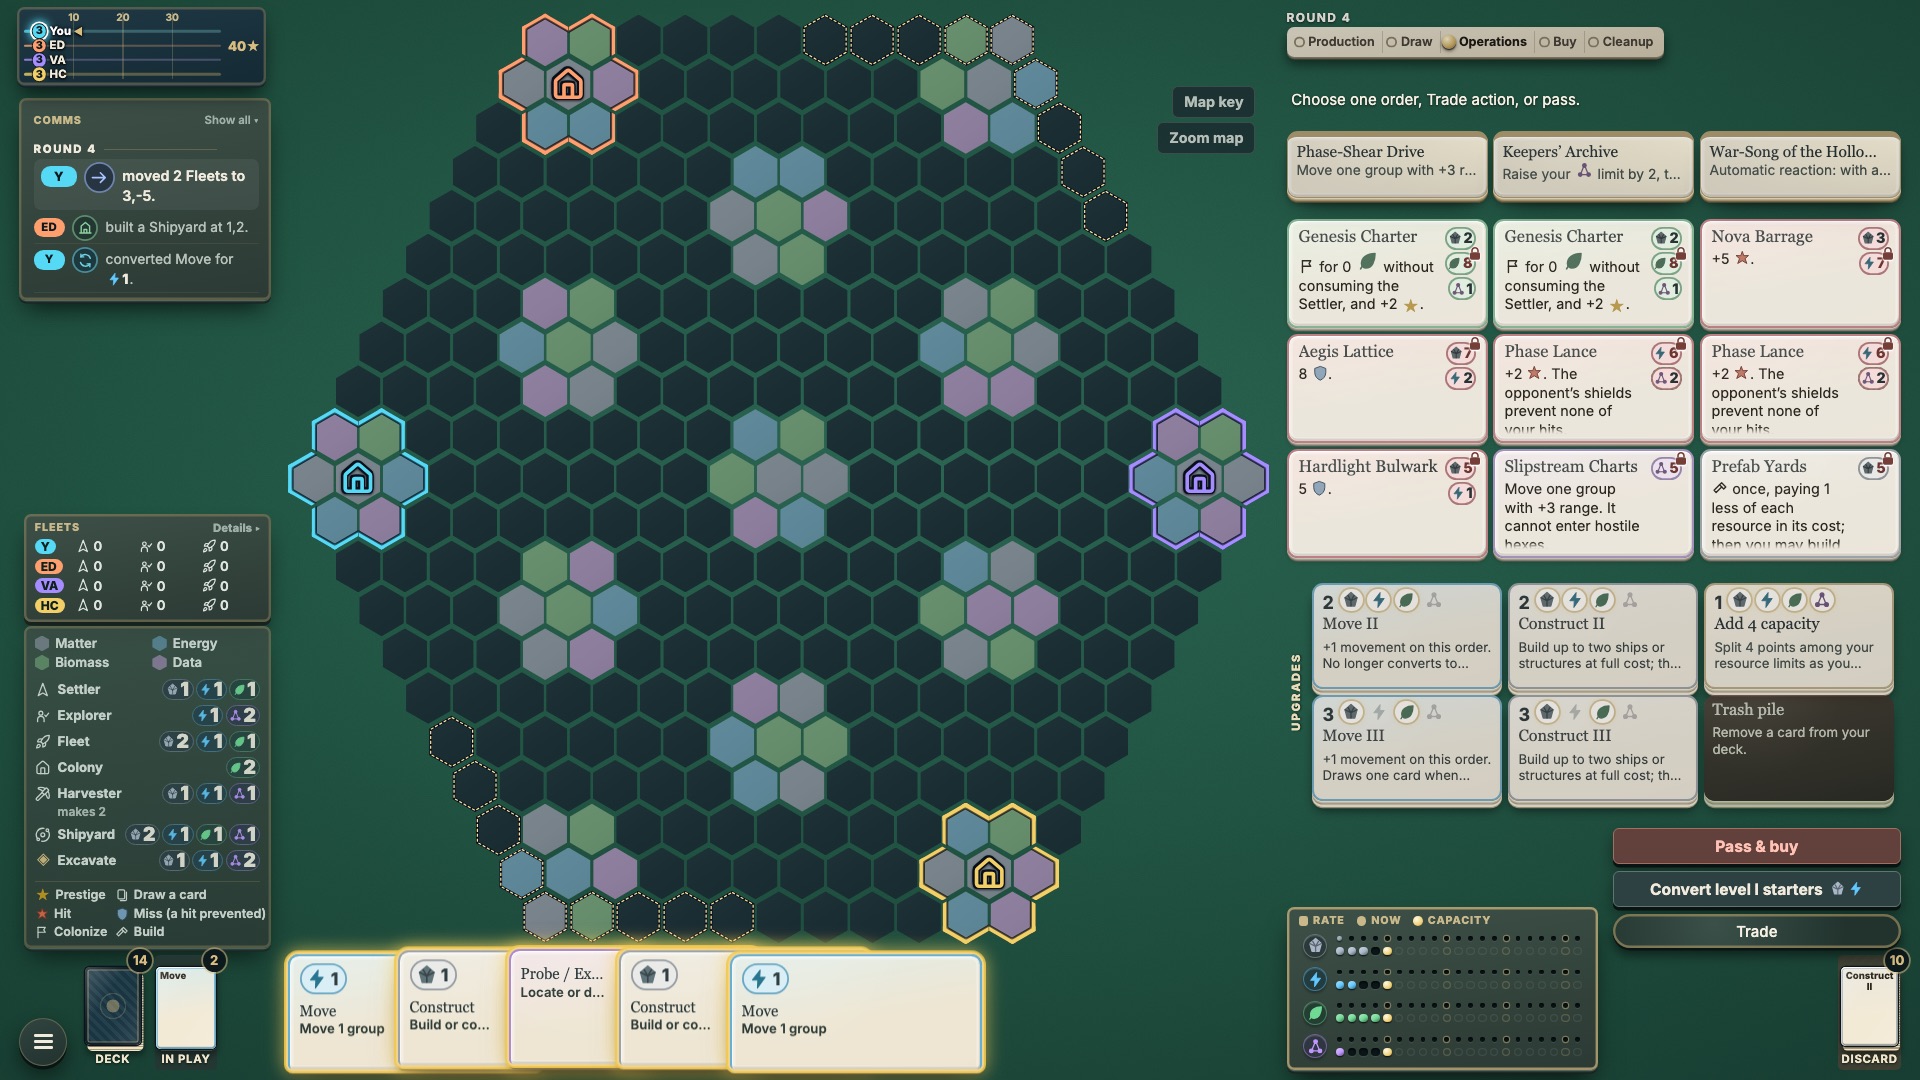 10 20 30
3 You
3 ED
3 VA
3 HC
40★
COMMS Show all
ROUND 4
Y moved 2 Fleets to
3,-5.
ED built a Shipyard at 1,2.
Y converted Move for
1.
FLEETS Details
Y 0 0 0
ED 0 0 0
VA 0 0 0
HC 0 0 0
Matter Energy
Biomass Data
Settler 1 1 1
Explorer 1 2
Fleet 2 1 1
Colony 2
Harvester 1 1 1
makes 2
Shipyard 2 1 1 1
Excavate 1 1 2
Prestige Draw a card
Hit Miss (a hit prevented)
Colonize Build
14
DECK
2
Move
IN PLAY
1
Move
Move 1 group
1
Construct
Build or co...
Probe / Ex...
Locate or d...
1
Construct
Build or co...
1
Move
Move 1 group
Map key
Zoom map
ROUND 4
Production Draw Operations Buy Cleanup
Choose one order, Trade action, or pass.
Phase-Shear Drive
Move one group with +3 r...
Keepers’ Archive
Raise your limit by 2, t...
War-Song of the Hollo...
Automatic reaction: with a...
Genesis Charter 2
for 0 without 8
consuming the 1
Settler, and +2 ★.
Genesis Charter 2
for 0 without 8
consuming the 1
Settler, and +2 ★.
Nova Barrage 3
+5 . 7
Aegis Lattice 7
8 . 2
Phase Lance 6
+2 . The 2
opponent’s shields
prevent none of
your hits
Phase Lance 6
+2 . The 2
opponent’s shields
prevent none of
your hits
Hardlight Bulwark 5
5 . 1
Slipstream Charts 5
Move one group
with +3 range. It
cannot enter hostile
hexes
Prefab Yards 5
once, paying 1
less of each
resource in its cost;
then you may build
UPGRADES
2
Move II
+1 movement on this order.
No longer converts to...
2
Construct II
Build up to two ships or
structures at full cost; th...
1
Add 4 capacity
Split 4 points among your
resource limits as you...
3
Move III
+1 movement on this order.
Draws one card when...
3
Construct III
Build up to two ships or
structures at full cost; th...
Trash pile
Remove a card from your
deck.
Pass & buy
Convert level I starters
Trade
RATE NOW CAPACITY
10
Construct
II
DISCARD